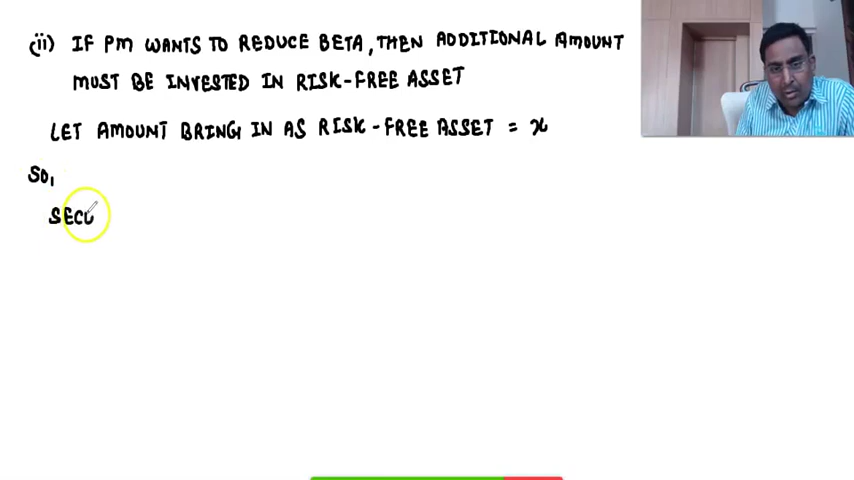 (ii) IF PM WANTS TO REDUCE BETA, THEN ADDITIONAL AMOUNT
MUST BE INVESTED IN RISK-FREE ASSET
LET AMOUNT BRING IN AS RISK-FREE ASSET = x
SO,
SECU